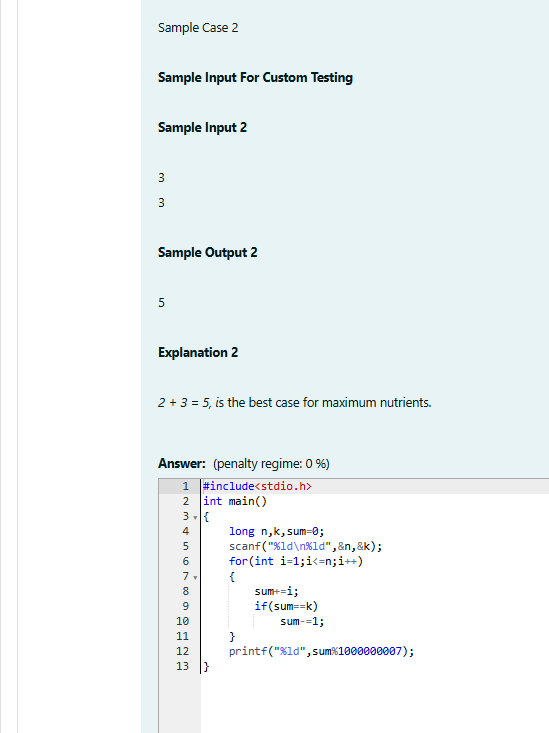 Sample Case 2
Sample Input For Custom Testing
Sample Input 2
3
3
Sample Output 2
5
Explanation 2
2 + 3 = 5, is the best case for maximum nutrients.
Answer: (penalty regime: 0 %)
1 #include<stdio.h>
2 int main()
3 {
4     long n,k,sum=0;
5     scanf("%ld\n%ld",&n,&k);
6     for(int i=1;i<=n;i++)
7     {
8         sum+=i;
9         if(sum==k)
10             sum-=1;
11     }
12     printf("%ld",sum%1000000007);
13 }